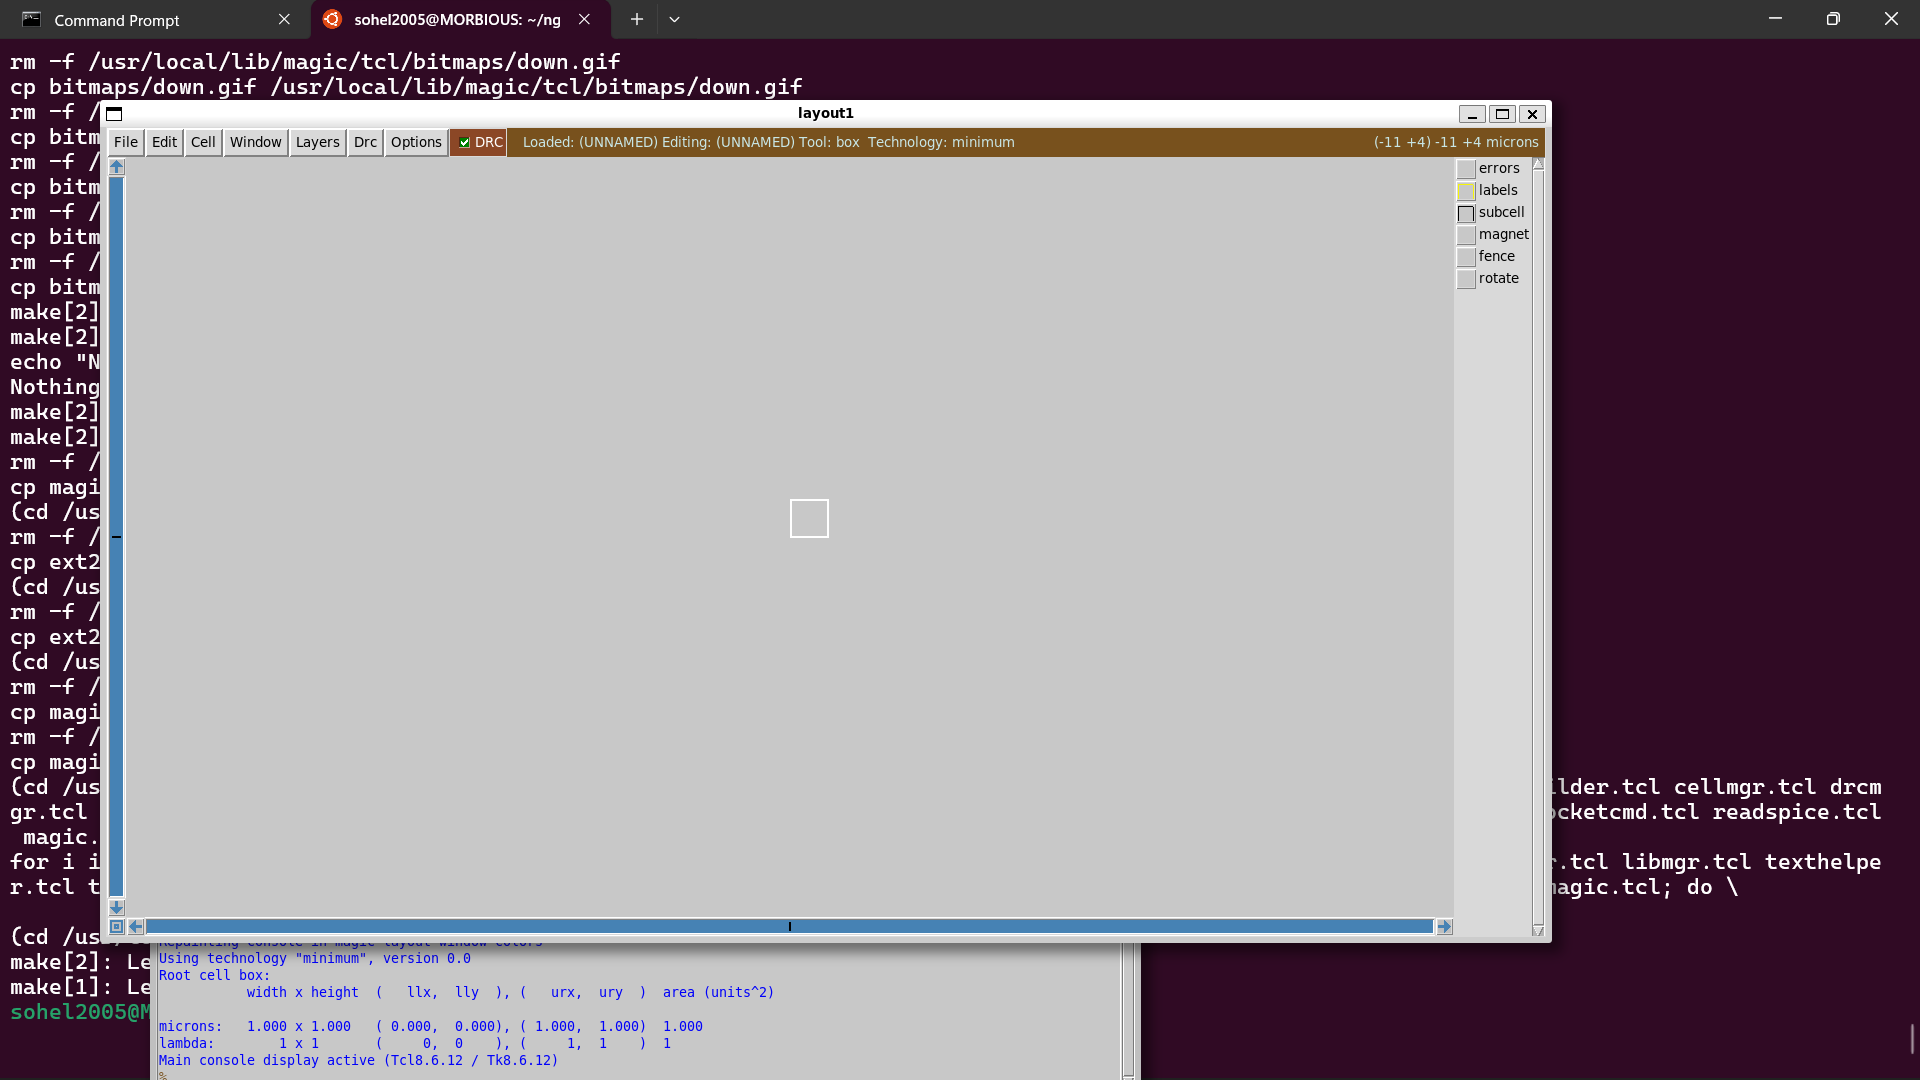 Command Prompt
sohel2005@MORBIOUS: ~/ng
rm -f /usr/local/lib/magic/tcl/bitmaps/down.gif
cp bitmaps/down.gif /usr/local/lib/magic/tcl/bitmaps/down.gif
rm -f /
cp bitm
rm -f /
cp bitm
rm -f /
cp bitm
rm -f /
cp bitm
make[2]
make[2]
echo "N
Nothing
make[2]
make[2]
rm -f /
cp magi
(cd /us
rm -f /
cp ext2
(cd /us
rm -f /
cp ext2
(cd /us
rm -f /
cp magi
rm -f /
cp magi
(cd /us
ilder.tcl cellmgr.tcl drcm
gr.tcl
ocketcmd.tcl readspice.tcl
magic.
for i i
r.tcl libmgr.tcl texthelpe
r.tcl t
magic.tcl; do \
(cd /us
make[2]: Le
make[1]: Le
sohel2005@M
layout1
File Edit Cell Window Layers Drc Options DRC Loaded: (UNNAMED) Editing: (UNNAMED) Tool: box Technology: minimum (-11 +4) -11 +4 microns
errors
labels
subcell
magnet
fence
rotate
Repainting console in magic layout window colors
Using technology "minimum", version 0.0
Root cell box:
width x height ( llx, lly ), ( urx, ury ) area (units^2)
microns: 1.000 x 1.000 ( 0.000, 0.000), ( 1.000, 1.000) 1.000
lambda: 1 x 1 ( 0, 0 ), ( 1, 1 ) 1
Main console display active (Tcl8.6.12 / Tk8.6.12)
%